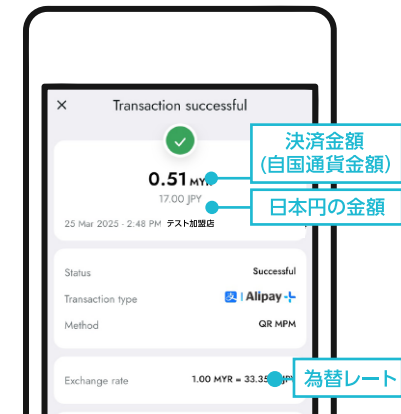 × Transaction successful
決済金額
(自国通貨金額)
0.51 MYR
17.00 JPY
日本円の金額
25 Mar 2025 - 2:48 PM テスト加盟店
Status Successful
Transaction type 支 | Alipay+
Method QR MPM
Exchange rate 1.00 MYR = 33.35
為替レート